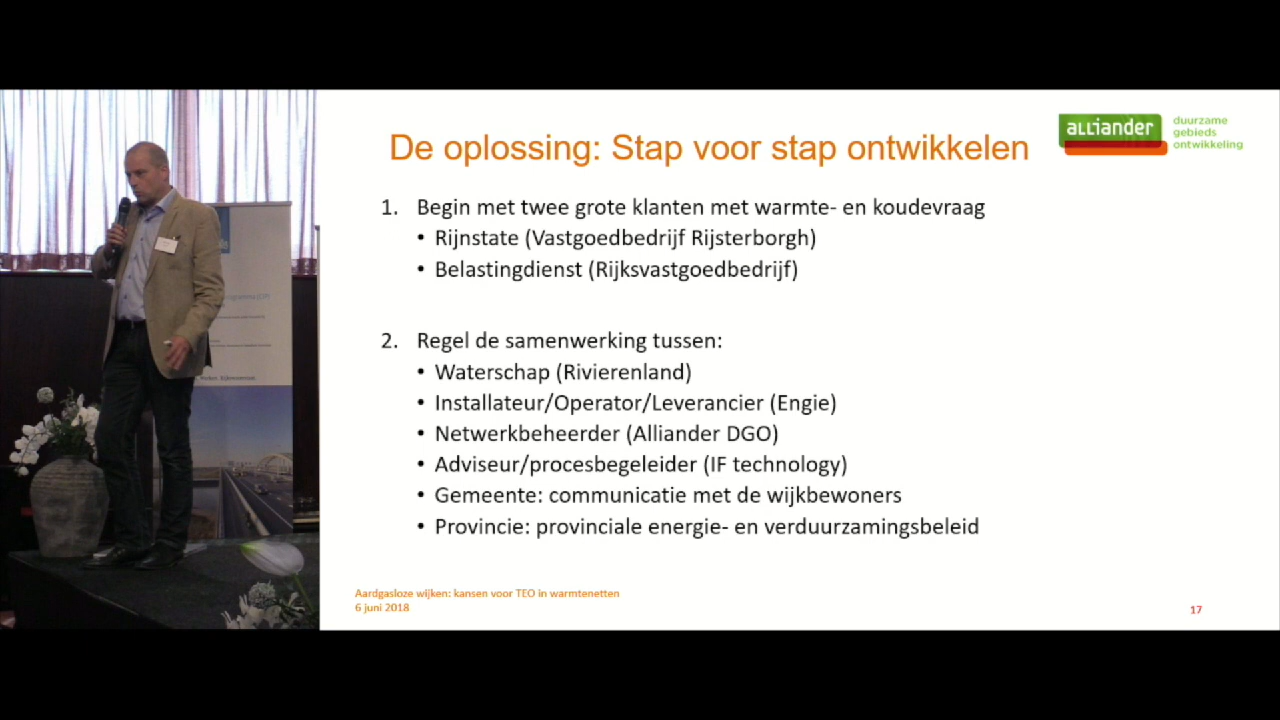 De oplossing: Stap voor stap ontwikkelen
alliander
duurzame
gebieds
ontwikkeling
1. Begin met twee grote klanten met warmte- en koudevraag
• Rijnstate (Vastgoedbedrijf Rijsterborgh)
• Belastingdienst (Rijksvastgoedbedrijf)
2. Regel de samenwerking tussen:
• Waterschap (Rivierenland)
• Installateur/Operator/Leverancier (Engie)
• Netwerkbeheerder (Alliander DGO)
• Adviseur/procesbegeleider (IF technology)
• Gemeente: communicatie met de wijkbewoners
• Provincie: provinciale energie- en verduurzamingsbeleid
Aardgasloze wijken: kansen voor TEO in warmtenetten
6 juni 2018
17